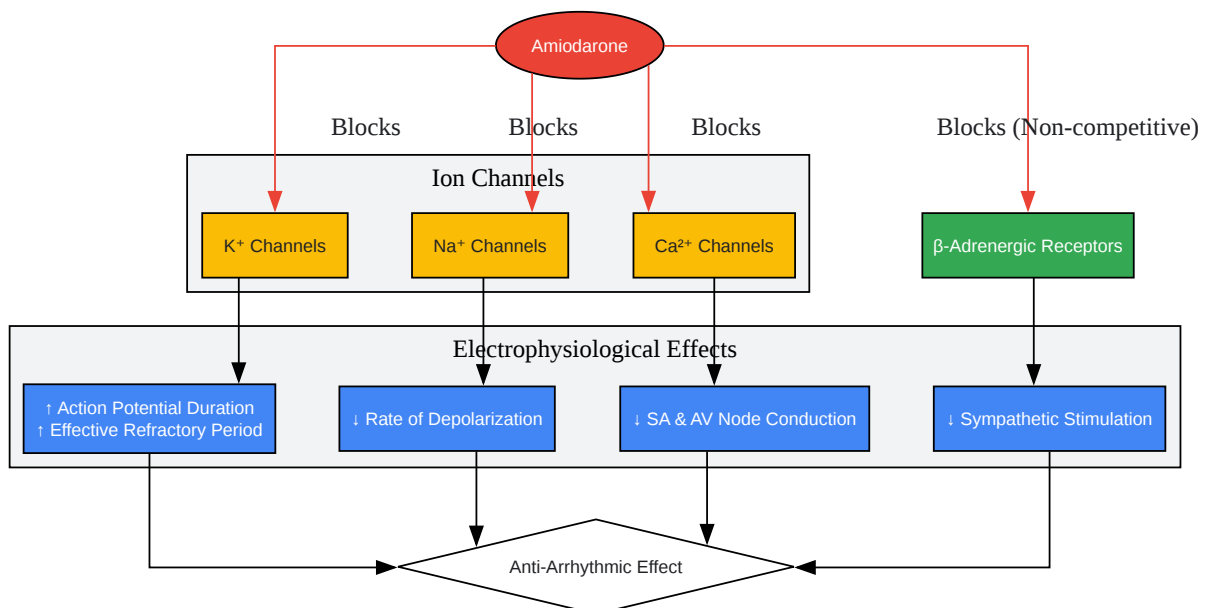 Amiodarone
Blocks
Blocks
Blocks
Blocks (Non-competitive)
Ion Channels
K⁺ Channels
Na⁺ Channels
Ca²⁺ Channels
β-Adrenergic Receptors
Electrophysiological Effects
↑ Action Potential Duration
↑ Effective Refractory Period
↓ Rate of Depolarization
↓ SA & AV Node Conduction
↓ Sympathetic Stimulation
Anti-Arrhythmic Effect